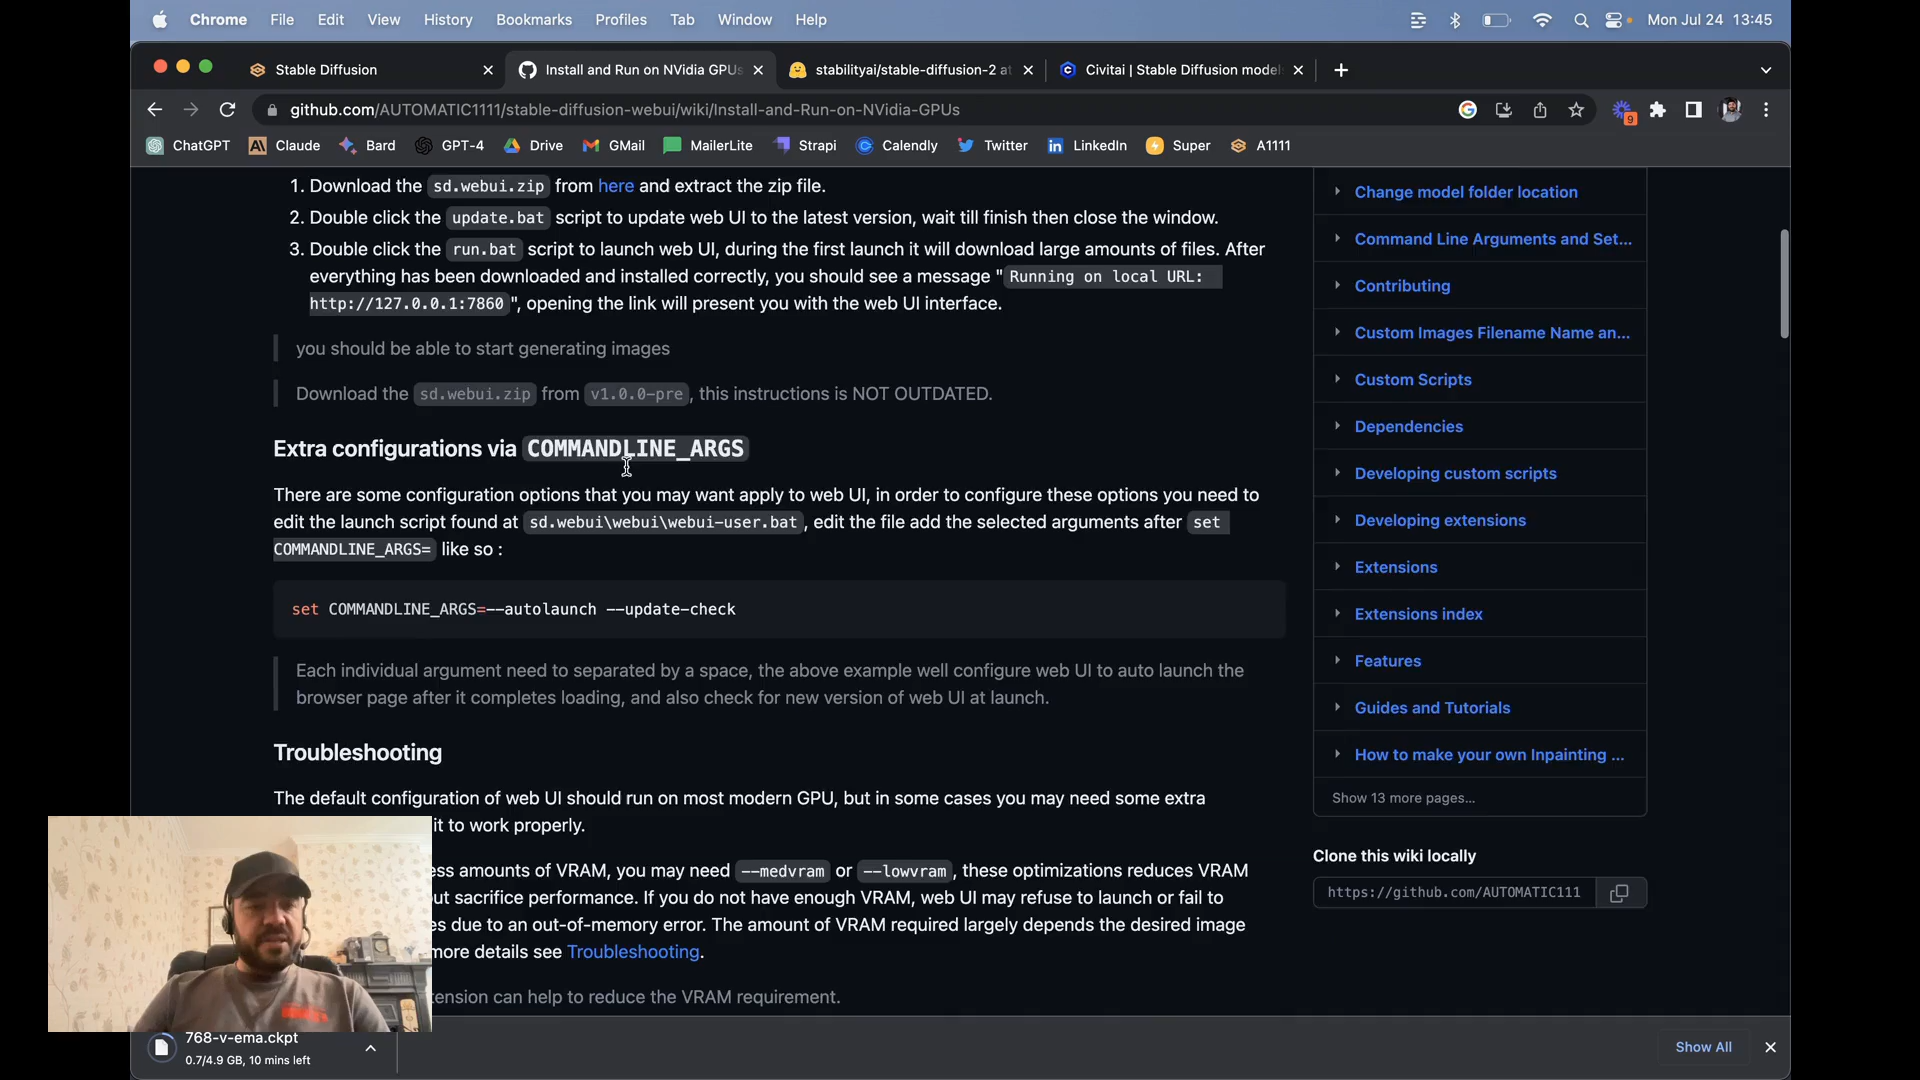 Chrome File Edit View History Bookmarks Profiles Tab Window Help Mon Jul 24 13:45
Stable Diffusion Install and Run on NVidia GPUs stabilityai/stable-diffusion-2 at Civitai | Stable Diffusion model
github.com/AUTOMATIC1111/stable-diffusion-webui/wiki/Install-and-Run-on-NVidia-GPUs 9
ChatGPT Claude Bard GPT-4 Drive GMail MailerLite Strapi Calendly Twitter LinkedIn Super A1111
1. Download the sd.webui.zip from here and extract the zip file.
2. Double click the update.bat script to update web UI to the latest version, wait till finish then close the window.
3. Double click the run.bat script to launch web UI, during the first launch it will download large amounts of files. After
everything has been downloaded and installed correctly, you should see a message "Running on local URL:
http://127.0.0.1:7860", opening the link will present you with the web UI interface.
you should be able to start generating images
Download the sd.webui.zip from v1.0.0-pre, this instructions is NOT OUTDATED.
Extra configurations via COMMANDLINE_ARGS
There are some configuration options that you may want apply to web UI, in order to configure these options you need to
edit the launch script found at sd.webui\webui\webui-user.bat, edit the file add the selected arguments after set
COMMANDLINE_ARGS= like so :
set COMMANDLINE_ARGS=--autolaunch --update-check
Each individual argument need to separated by a space, the above example well configure web UI to auto launch the
browser page after it completes loading, and also check for new version of web UI at launch.
Troubleshooting
The default configuration of web UI should run on most modern GPU, but in some cases you may need some extra
it to work properly.
ess amounts of VRAM, you may need --medvram or --lowvram, these optimizations reduces VRAM
ut sacrifice performance. If you do not have enough VRAM, web UI may refuse to launch or fail to
es due to an out-of-memory error. The amount of VRAM required largely depends the desired image
more details see Troubleshooting.
tension can help to reduce the VRAM requirement.
Change model folder location
Command Line Arguments and Set...
Contributing
Custom Images Filename Name an...
Custom Scripts
Dependencies
Developing custom scripts
Developing extensions
Extensions
Extensions index
Features
Guides and Tutorials
How to make your own Inpainting ...
Show 13 more pages...
Clone this wiki locally
https://github.com/AUTOMATIC111
768-v-ema.ckpt
0.7/4.9 GB, 10 mins left
Show All